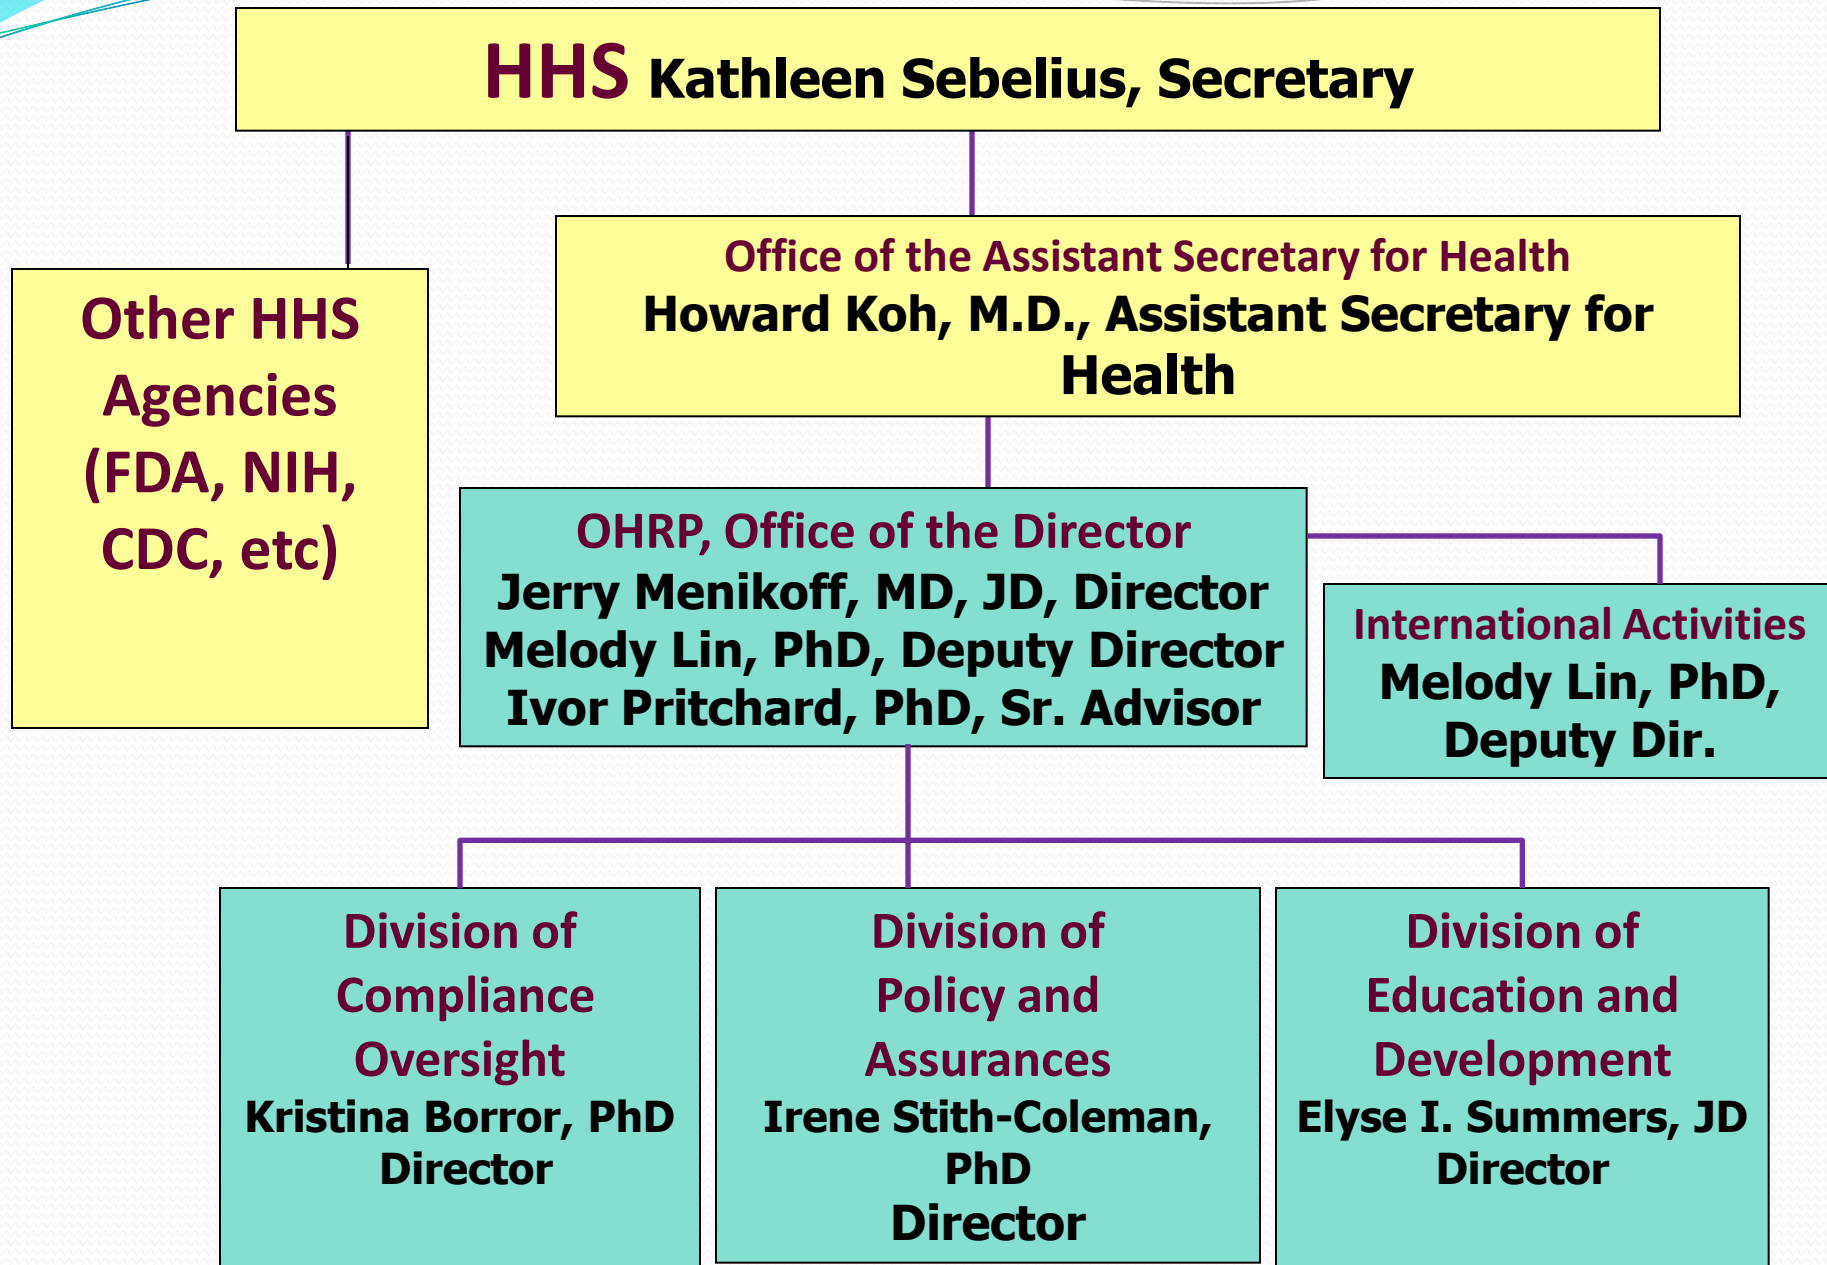 HHS Kathleen Sebelius, Secretary
Office of the Assistant Secretary for Health
Howard Koh, M.D., Assistant Secretary for
Health
Other HHS
Agencies
(FDA, NIH,
CDC, etc)
OHRP, Office of the Director
Jerry Menikoff, MD, JD, Director
Melody Lin, PhD, Deputy Director
Ivor Pritchard, PhD, Sr. Advisor
International Activities
Melody Lin, PhD,
Deputy Dir.
Division of
Compliance
Oversight
Kristina Borror, PhD
Director
Division of
Policy and
Assurances
Irene Stith-Coleman,
PhD
Director
Division of
Education and
Development
Elyse I. Summers, JD
Director